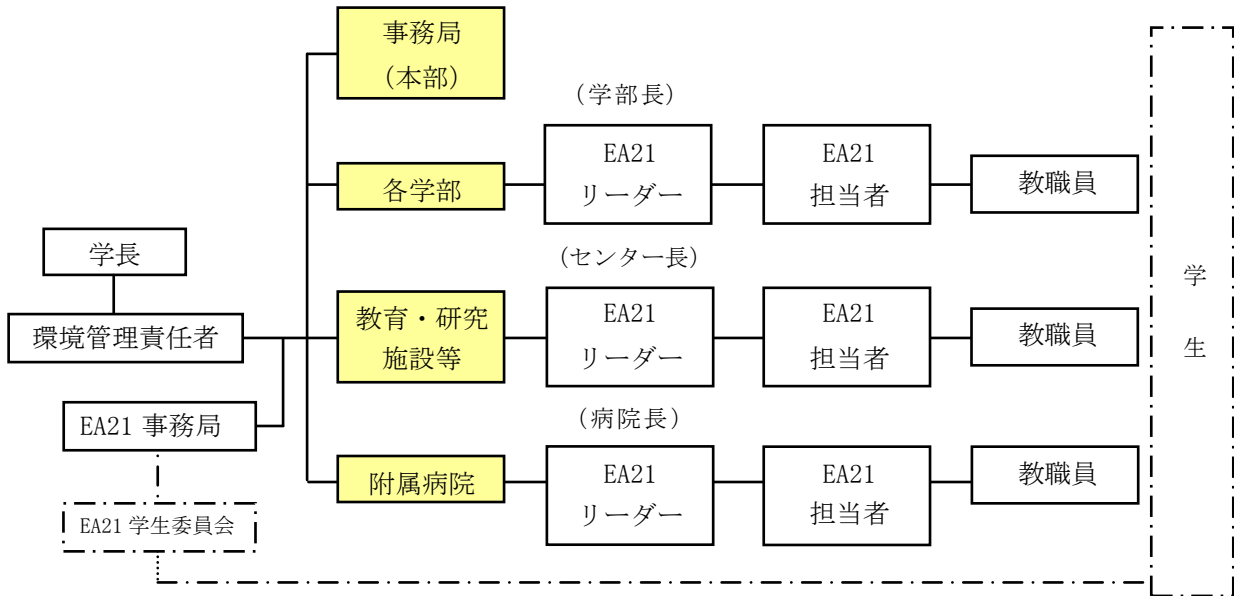 事務局
(本部)
(学部長)
各学部
EA21
リーダー
EA21
担当者
教職員
学長
環境管理責任者
EA21 事務局
EA21 学生委員会
(センター長)
教育・研究
施設等
EA21
リーダー
EA21
担当者
教職員
(病院長)
附属病院
EA21
リーダー
EA21
担当者
教職員
学
生